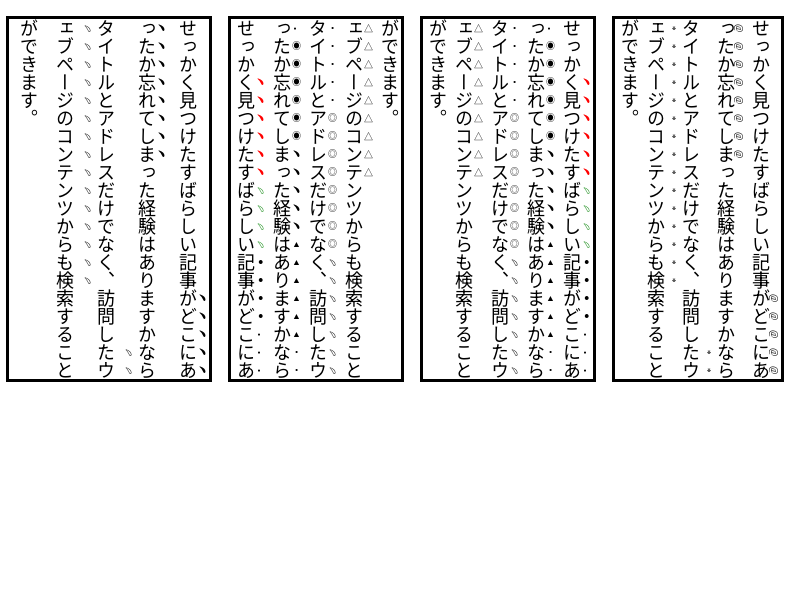 せっかく見つけたすばらしい記事がどこにあ
ったか忘れてしまった経験はありますかなら
タイトルとアドレスだけでなく、訪問したウ
ェブページのコンテンツからも検索すること
ができます。
せっかく見つけたすばらしい記事がどこにあ
ったか忘れてしまった経験はありますかなら
タイトルとアドレスだけでなく、訪問したウ
ェブページのコンテンツからも検索すること
ができます。
せっかく見つけたすばらしい記事がどこにあ
ったか忘れてしまった経験はありますかなら
タイトルとアドレスだけでなく、訪問したウ
ェブページのコンテンツからも検索すること
ができます。
せっかく見つけたすばらしい記事がどこにあ
ったか忘れてしまった経験はありますかなら
タイトルとアドレスだけでなく、訪問したウ
ェブページのコンテンツからも検索すること
ができます。